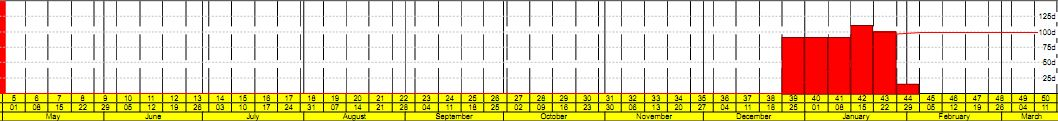 125d
100d
75d
50d
25d
5 6 7 8 9 10 11 12 13 14 15 16 17 18 19 20 21 22 23 24 25 26 27 28 29 30 31 32 33 34 35 36 37 38 39 40 41 42 43 44 45 46 47 48 49 50
01 08 15 22 29 05 12 19 26 03 10 17 24 31 07 14 21 28 04 11 18 25 02 09 16 23 30 06 13 20 27 04 11 18 25 01 08 15 22 29 05 12 19 26 04 11
May June July August September October November December January February March